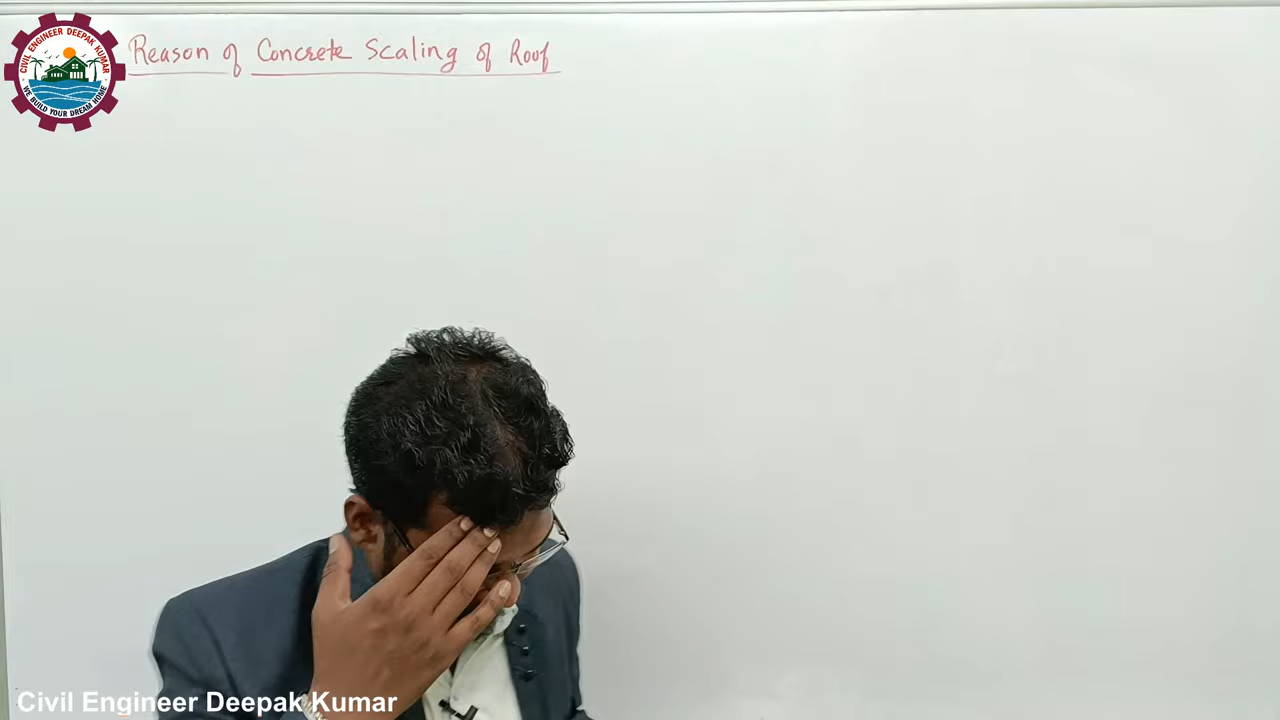 Reason of Concrete Scaling of Roof
CIVIL ENGINEER DEEPAK KUMAR
WE BUILD YOUR DREAM HOME
Civil Engineer Deepak Kumar